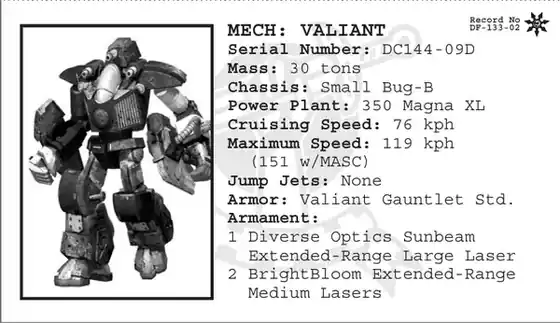 Record No
DF-133-02
MECH: VALIANT
Serial Number: DC144-09D
Mass: 30 tons
Chassis: Small Bug-B
Power Plant: 350 Magna XL
Cruising Speed: 76 kph
Maximum Speed: 119 kph
(151 w/MASC)
Jump Jets: None
Armor: Valiant Gauntlet Std.
Armament:
1 Diverse Optics Sunbeam
Extended-Range Large Laser
2 BrightBloom Extended-Range
Medium Lasers